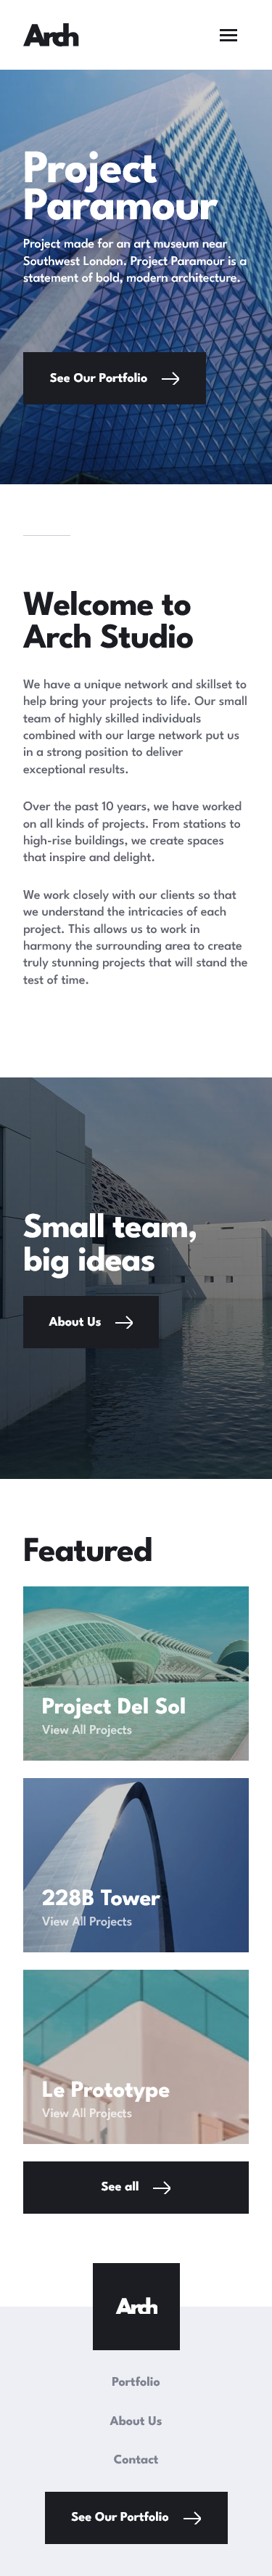 Arch
Project
Paramour
Project made for an art museum near
Southwest London. Project Paramour is a
statement of bold, modern architecture.
See Our Portfolio
Welcome to
Arch Studio
We have a unique network and skillset to
help bring your projects to life. Our small
team of highly skilled individuals
combined with our large network put us
in a strong position to deliver
exceptional results.
Over the past 10 years, we have worked
on all kinds of projects. From stations to
high-rise buildings, we create spaces
that inspire and delight.
We work closely with our clients so that
we understand the intricacies of each
project. This allows us to work in
harmony the surrounding area to create
truly stunning projects that will stand the
test of time.
Small team,
big ideas
About Us
Featured
Project Del Sol
View All Projects
228B Tower
View All Projects
Le Prototype
View All Projects
See all
Arch
Portfolio
About Us
Contact
See Our Portfolio